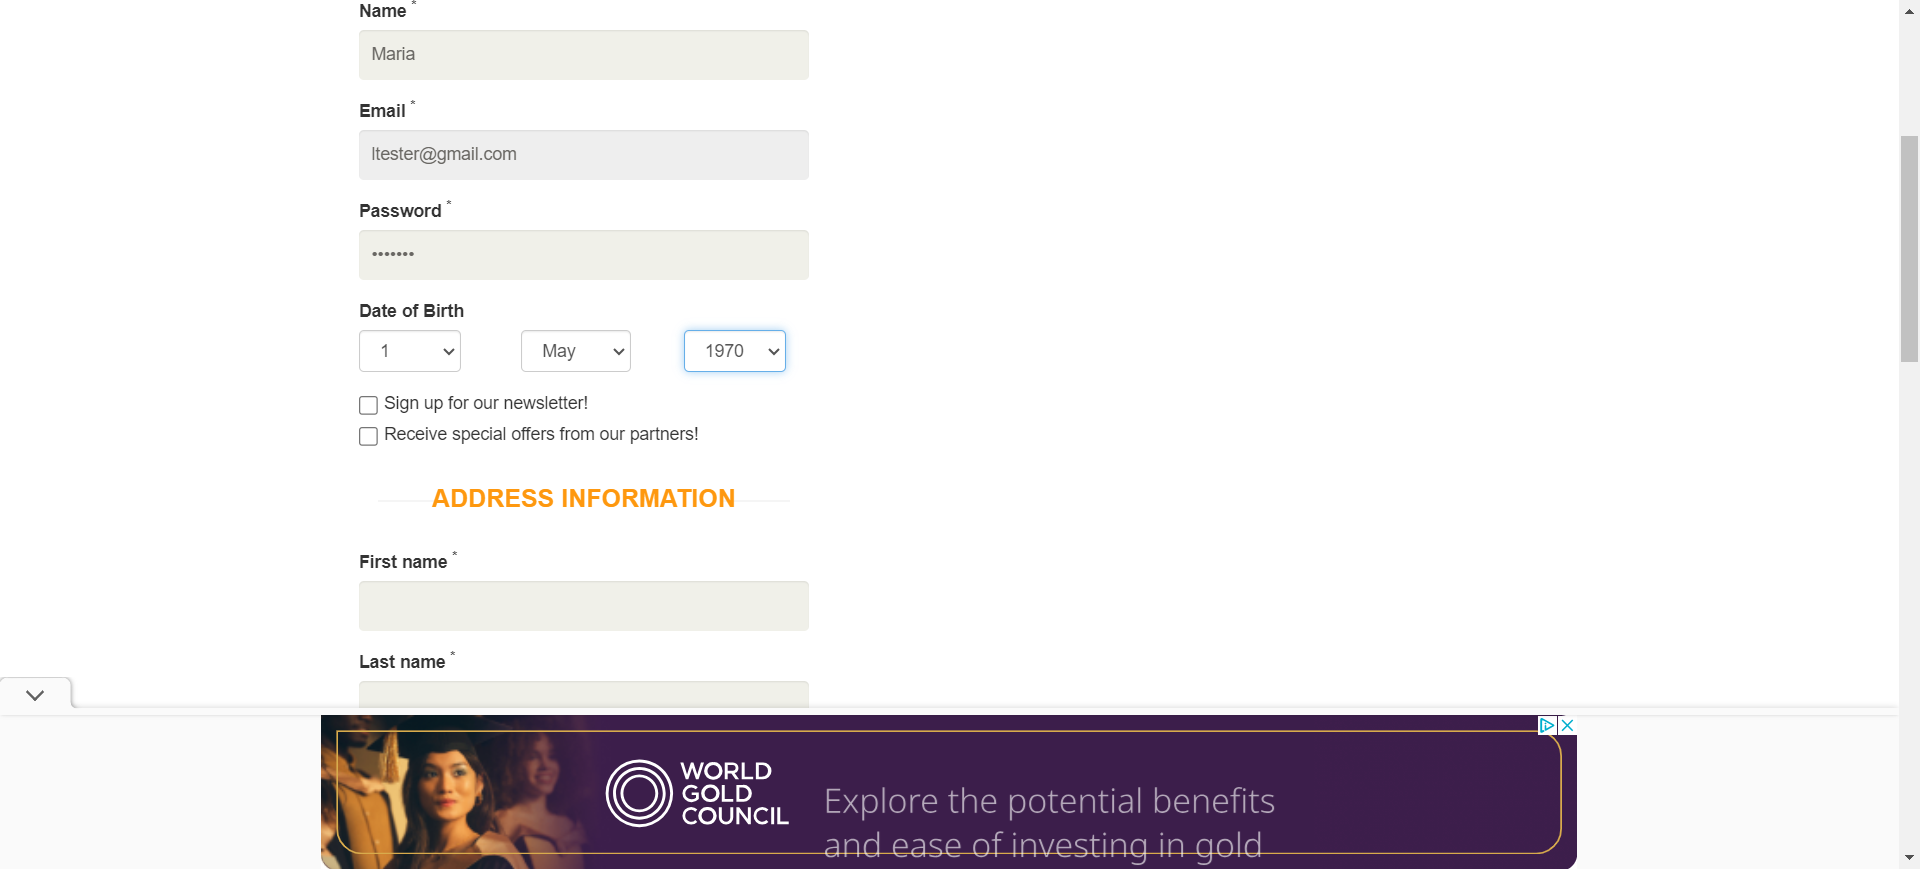 Name *
Maria
Email *
ltester@gmail.com
Password *
•••••••
Date of Birth
1 May 1970
Sign up for our newsletter!
Receive special offers from our partners!
ADDRESS INFORMATION
First name *
Last name *
WORLD
GOLD
COUNCIL
Explore the potential benefits
and ease of investing in gold